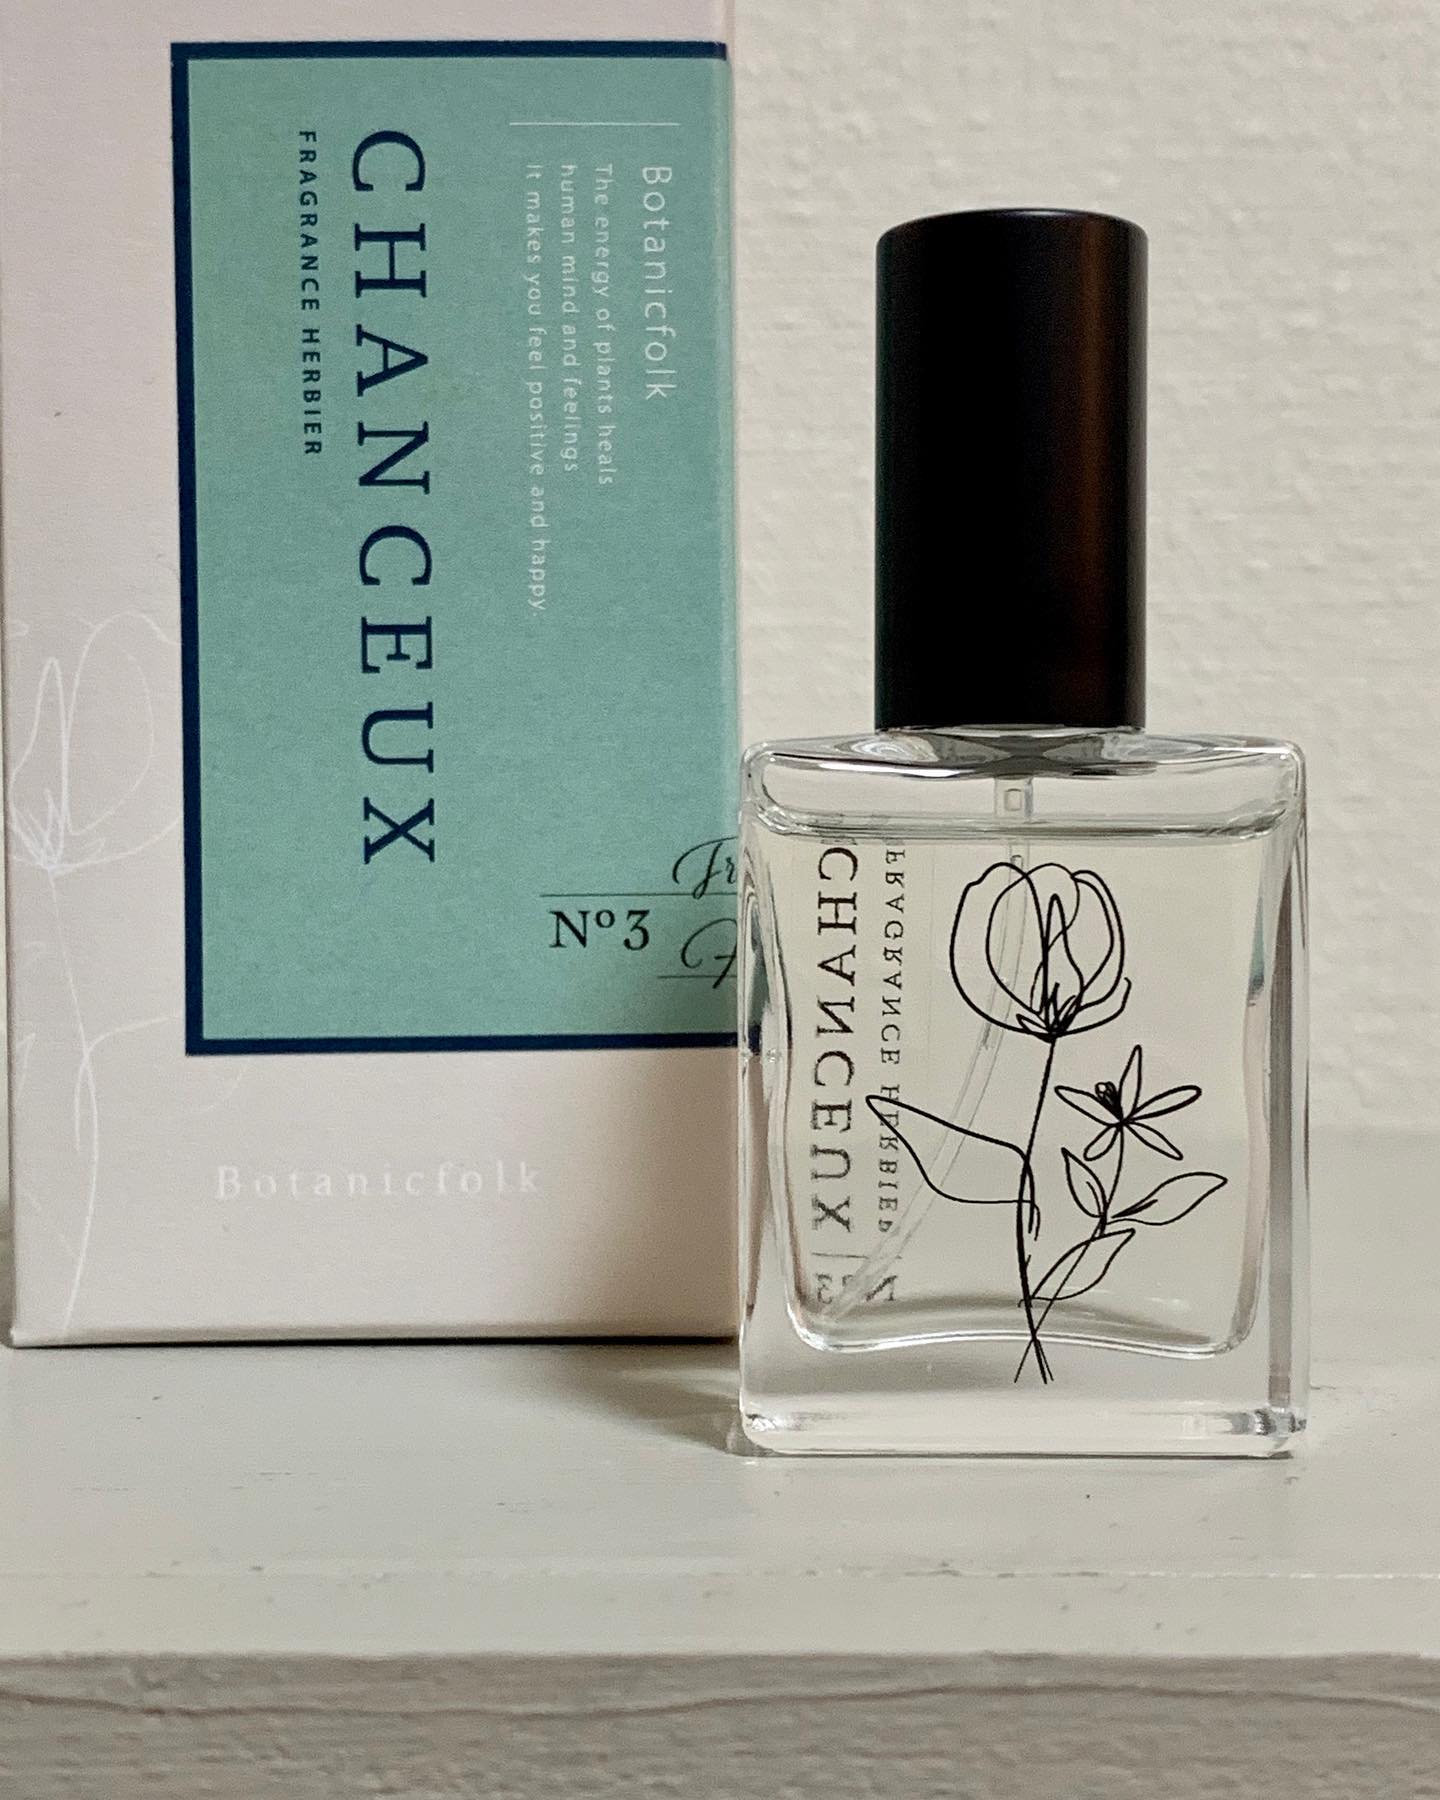 Botanicfolk
The energy of plants heals
human mind and feelings
It makes you feel positive and happy.
CHANCEUX
FRAGRANCE HERBIER
Nº3
Botanicfolk
FRAGRANCE HERBIER
CHANCEUX